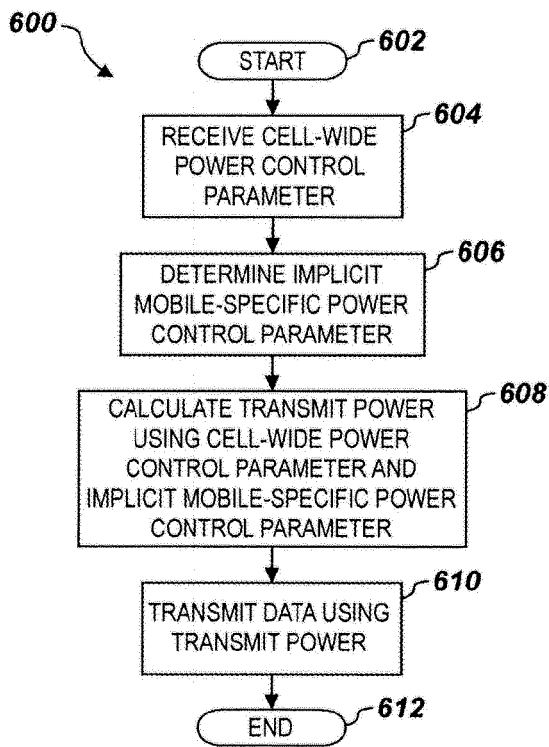 600
602
START
604
RECEIVE CELL-WIDE
POWER CONTROL
PARAMETER
606
DETERMINE IMPLICIT
MOBILE-SPECIFIC POWER
CONTROL PARAMETER
608
CALCULATE TRANSMIT POWER
USING CELL-WIDE POWER
CONTROL PARAMETER AND
IMPLICIT MOBILE-SPECIFIC POWER
CONTROL PARAMETER
610
TRANSMIT DATA USING
TRANSMIT POWER
612
END